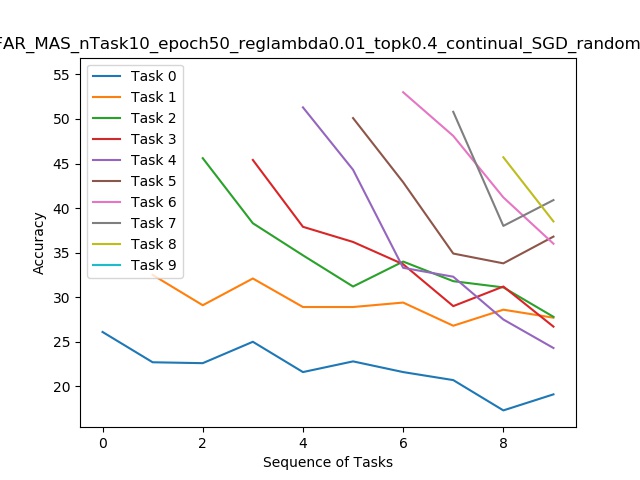 FAR_MAS_nTask10_epoch50_reglambda0.01_topk0.4_continual_SGD_random
55
50
45
40
35
30
25
20
Accuracy
Task 0
Task 1
Task 2
Task 3
Task 4
Task 5
Task 6
Task 7
Task 8
Task 9
0 2 4 6 8
Sequence of Tasks